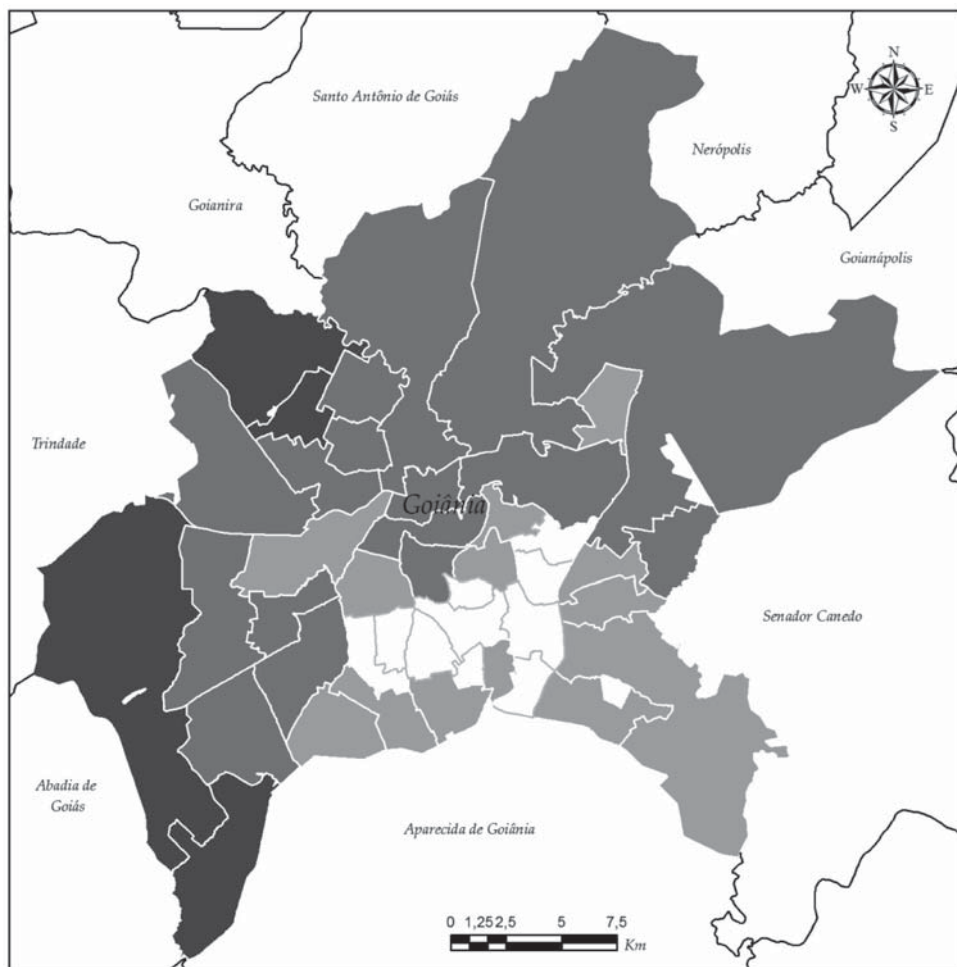 N
W E
S
Santo Antônio de Goiás
Nerópolis
Goianira
Goianápolis
Trindade
Goiânia
Senador Canedo
Abadia de
Goiás
Aparecida de Goiânia
0 1,25 2,5 5 7,5
Km